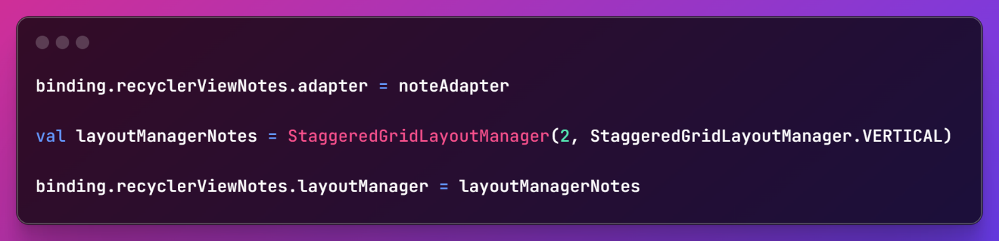 binding.recyclerViewNotes.adapter = noteAdapter
val layoutManagerNotes = StaggeredGridLayoutManager(2, StaggeredGridLayoutManager.VERTICAL)
binding.recyclerViewNotes.layoutManager = layoutManagerNotes